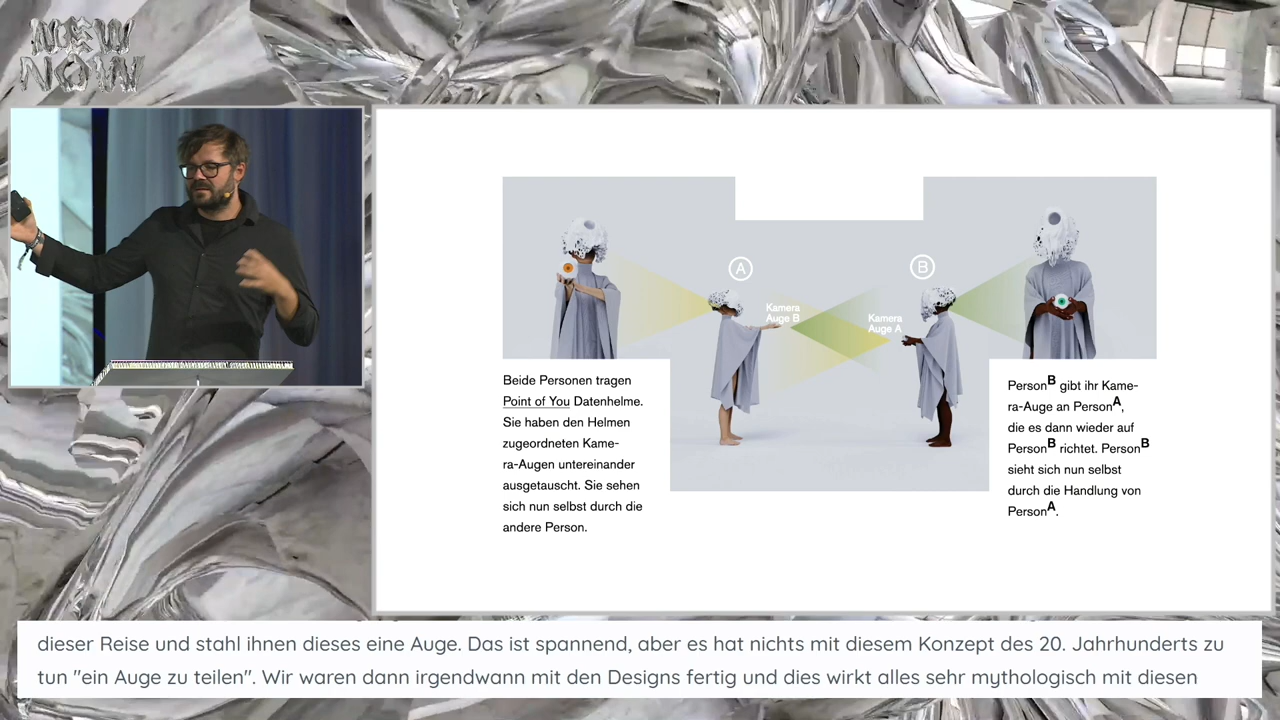 NEW
NOW
A
B
Kamera
Auge B
Kamera
Auge A
Beide Personen tragen
Point of You Datenhelme.
Sie haben den Helmen
zugeordneten Kame-
ra-Augen untereinander
ausgetauscht. Sie sehen
sich nun selbst durch die
andere Person.
PersonB gibt ihr Kame-
ra-Auge an PersonA,
die es dann wieder auf
PersonB richtet. PersonB
sieht sich nun selbst
durch die Handlung von
PersonA.
dieser Reise und stahl ihnen dieses eine Auge. Das ist spannend, aber es hat nichts mit diesem Konzept des 20. Jahrhunderts zu
tun "ein Auge zu teilen". Wir waren dann irgendwann mit den Designs fertig und dies wirkt alles sehr mythologisch mit diesen